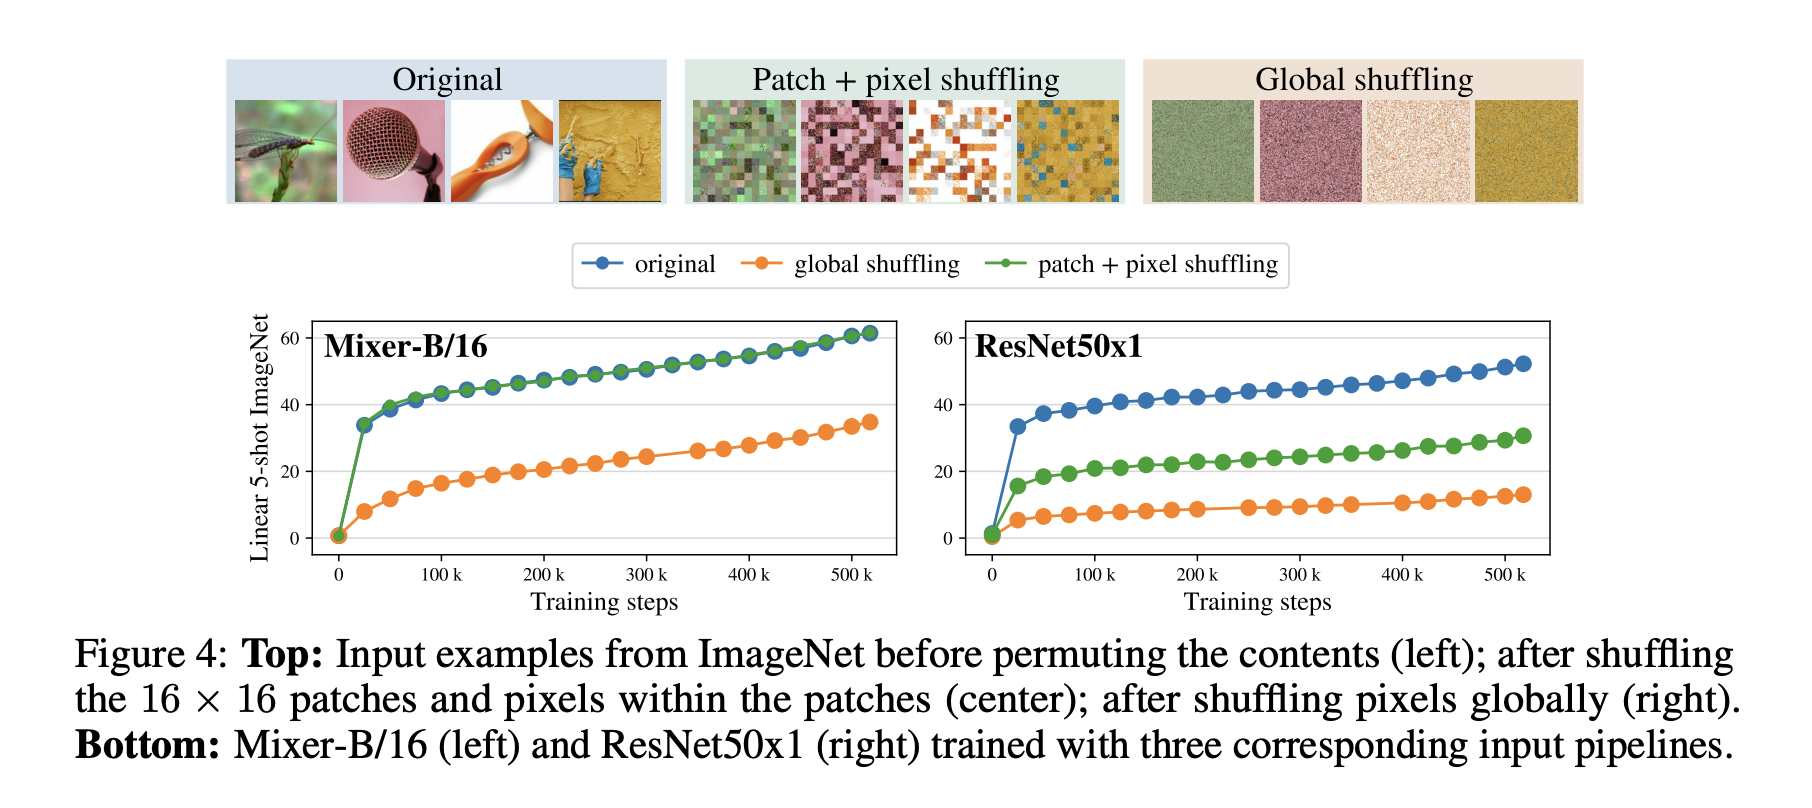 Original
Patch + pixel shuffling
Global shuffling
original
global shuffling
patch + pixel shuffling
Linear 5-shot ImageNet
60
40
20
0
Mixer-B/16
0
100 k
200 k
300 k
400 k
500 k
Training steps
60
40
20
0
ResNet50x1
0
100 k
200 k
300 k
400 k
500 k
Training steps
Figure 4: Top: Input examples from ImageNet before permuting the contents (left); after shuffling
the 16 × 16 patches and pixels within the patches (center); after shuffling pixels globally (right).
Bottom: Mixer-B/16 (left) and ResNet50x1 (right) trained with three corresponding input pipelines.